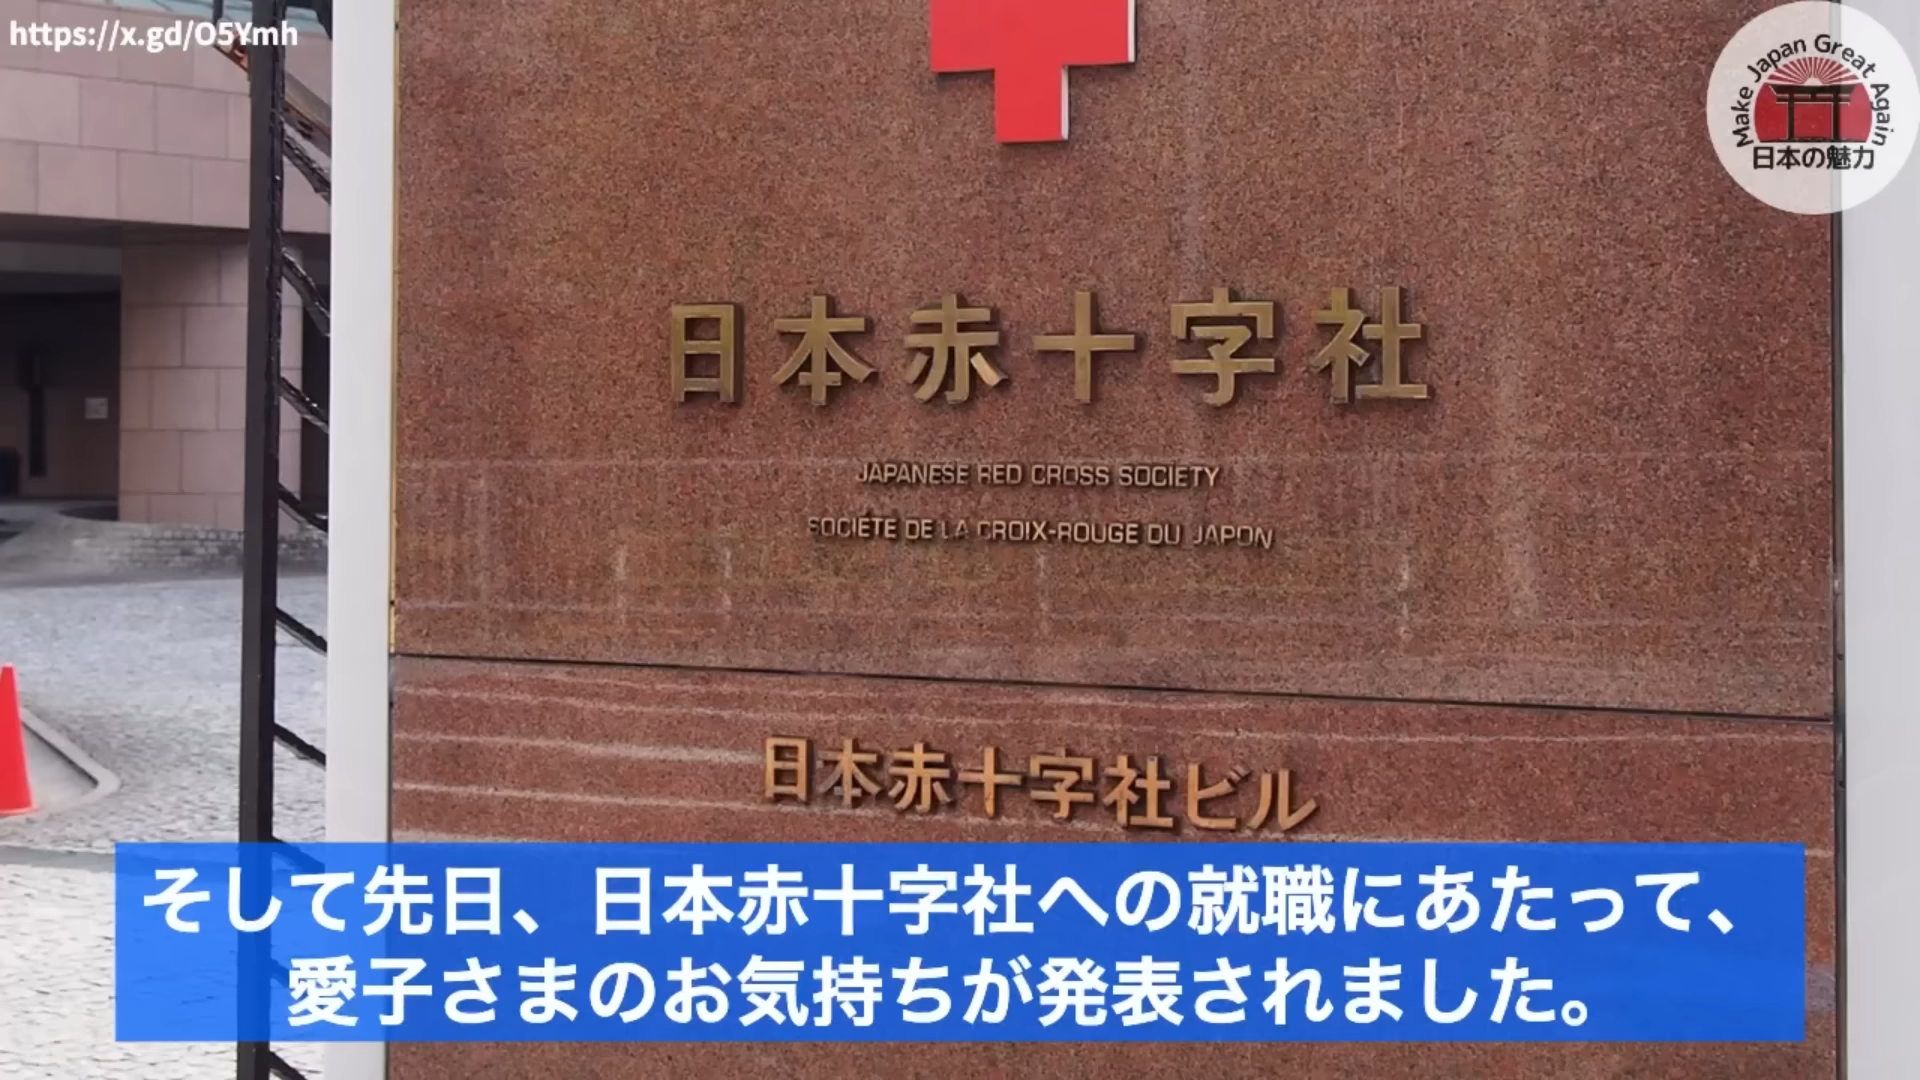 https://x.gd/O5Ymh
Make Japan Great Again
日本の魅力
日本赤十字社
JAPANESE RED CROSS SOCIETY
SOCIÉTÉ DE LA CROIX-ROUGE DU JAPON
日本赤十字社ビル
そして先日、日本赤十字社への就職にあたって、
愛子さまのお気持ちが発表されました。